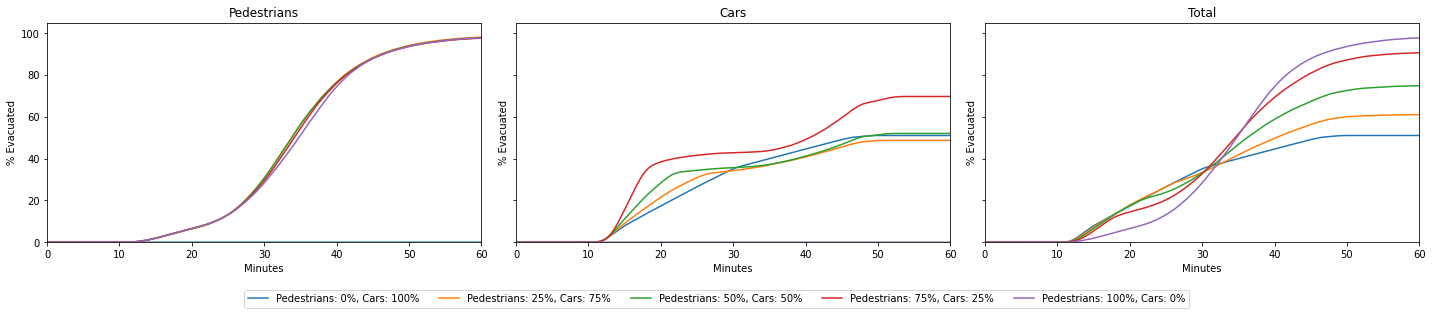 Pedestrians
Cars
Total
% Evacuated
100
80
60
40
20
0
0 10 20 30 40 50 60
Minutes
% Evacuated
0 10 20 30 40 50 60
Minutes
% Evacuated
0 10 20 30 40 50 60
Minutes
Pedestrians: 0%, Cars: 100%
Pedestrians: 25%, Cars: 75%
Pedestrians: 50%, Cars: 50%
Pedestrians: 75%, Cars: 25%
Pedestrians: 100%, Cars: 0%